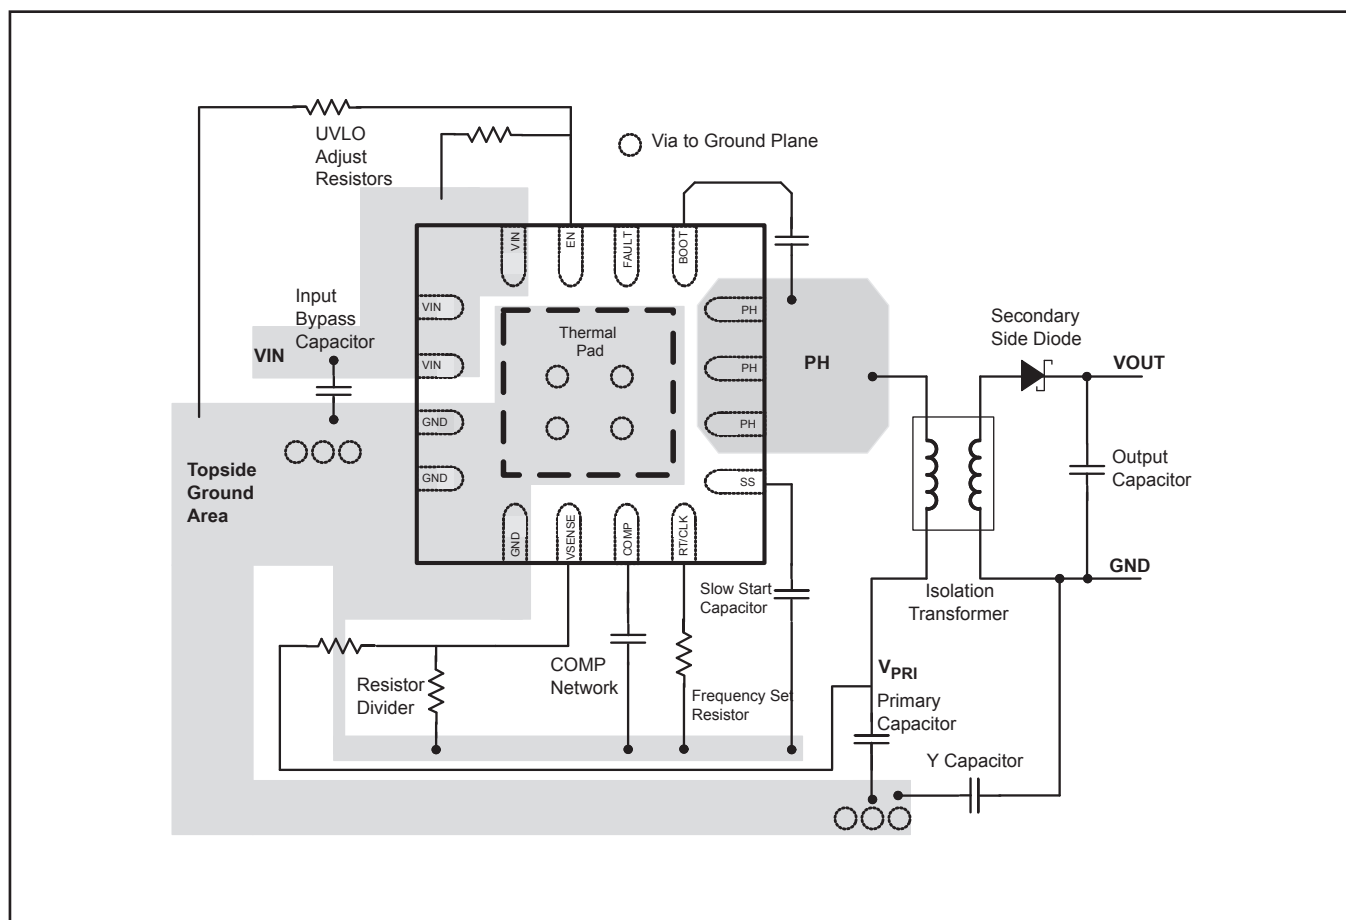 UVLO
Adjust
Resistors
Via to Ground Plane
VIN
EN
FAULT
BOOT
Input
Bypass
Capacitor
VIN
VIN
VIN
GND
GND
Thermal
Pad
PH
PH
PH
SS
PH
Secondary
Side Diode
VOUT
Output
Capacitor
GND
Isolation
Transformer
Topside
Ground
Area
GND
VSENSE
COMP
RT/CLK
Slow Start
Capacitor
Resistor
Divider
COMP
Network
Frequency Set
Resistor
VPRI
Primary
Capacitor
Y Capacitor